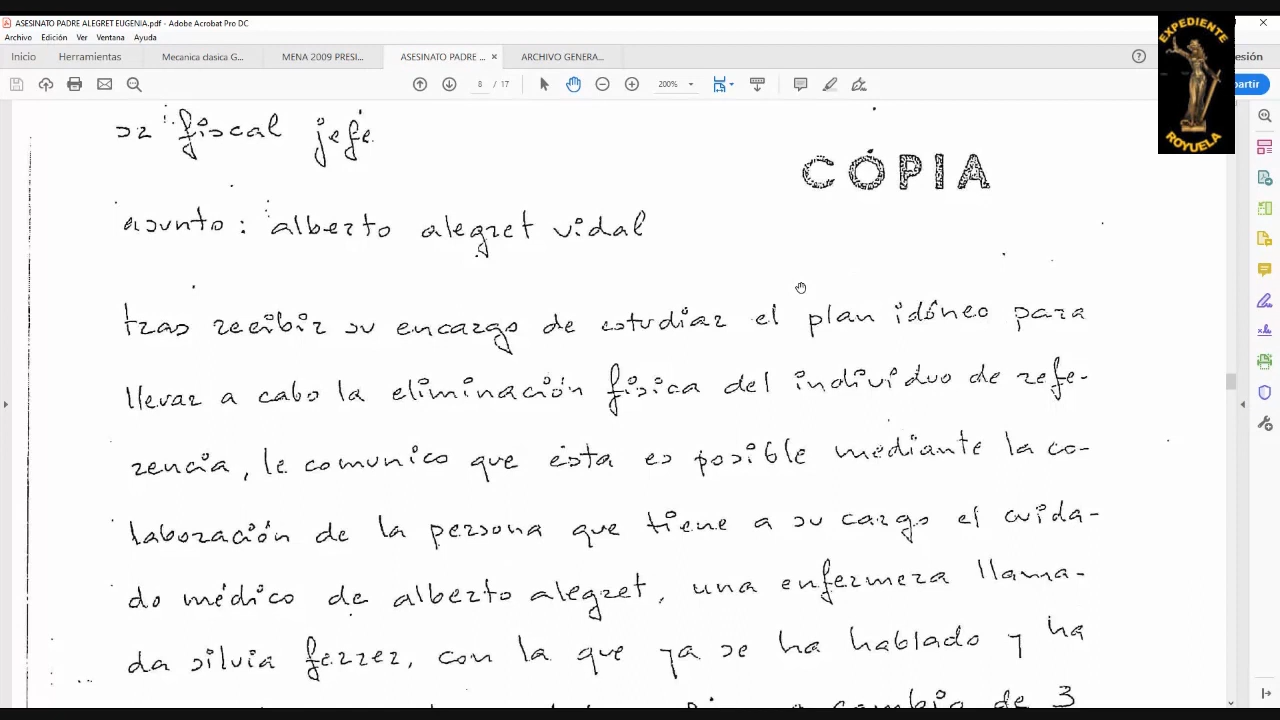 ASESINATO PADRE ALEGRET EUGENIA.pdf - Adobe Acrobat Pro DC
Archivo Edición Ver Ventana Ayuda
Inicio Herramientas Mecanica dasica G... MENA 2009 PRESI... ASESINATO PADRE ... × ARCHIVO GENERA...
8 / 17 200%
EXPEDIENTE
ROYUELA
sr fiscal jefe
CÓPIA
asunto: alberto alegret vidal
tras recibir su encargo de estudiar el plan idóneo para
llevar a cabo la eliminación física del individuo de refe-
rencia, le comunico que ésta es posible mediante la co-
laboración de la persona que tiene a su cargo el cuida-
do médico de alberto alegret, una enfermera llama-
da silvia ferrer, con la que ya se ha hablado y ha
a cambio de 3